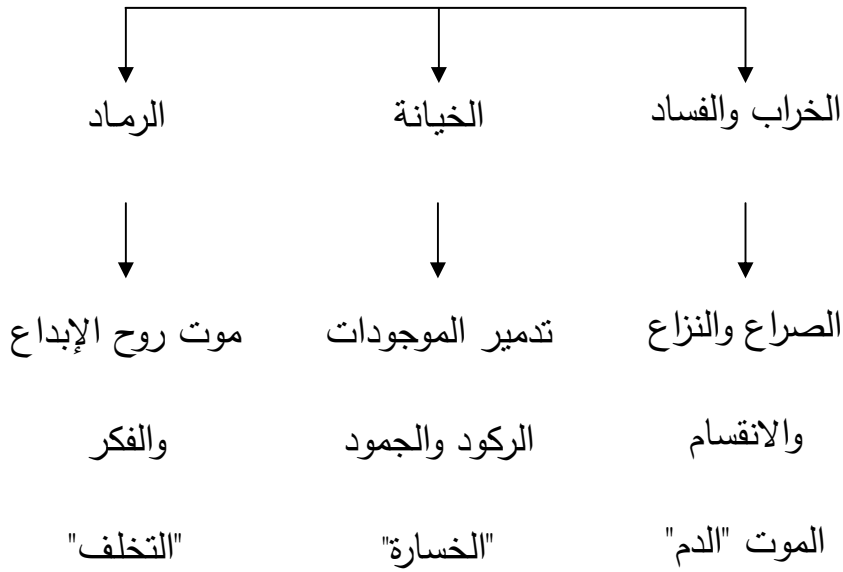 الخراب والفساد
الخيانة
الرماد
الصراع والنزاع
والانقسام
الموت "الدم"
تدمير الموجودات
الركود والجمود
"الخسارة"
موت روح الإبداع
والفكر
"التخلف"